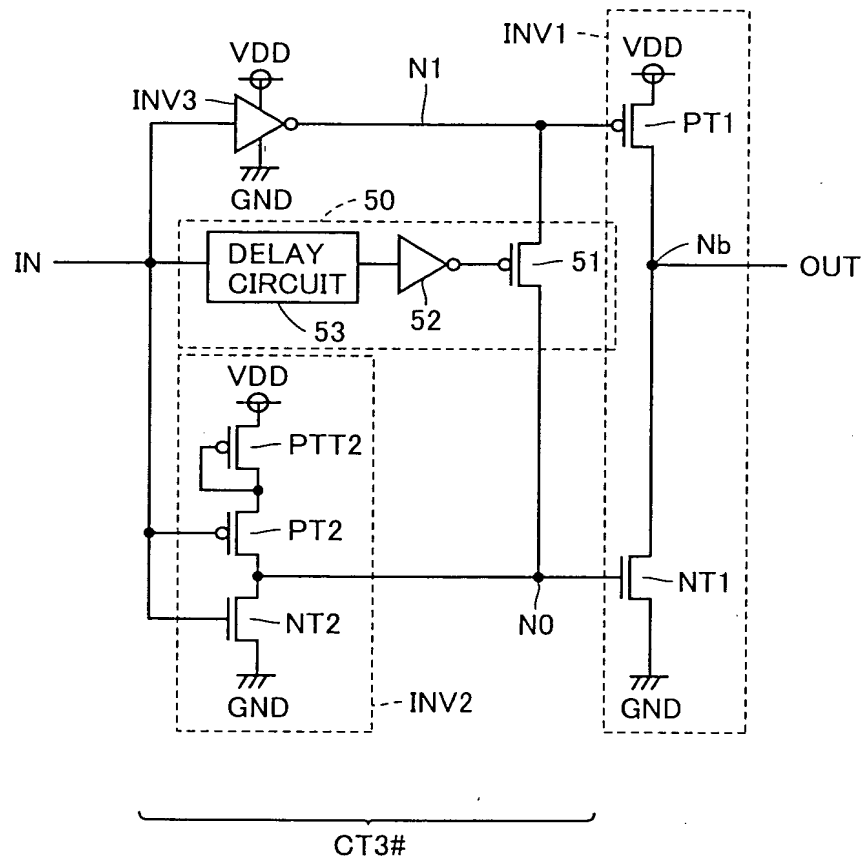 INV1
VDD
VDD
N1
INV3
PT1
GND
50
Nb
IN
DELAY
CIRCUIT
51
OUT
52
53
VDD
PTT2
PT2
NT1
N0
NT2
GND
INV2
GND
CT3#